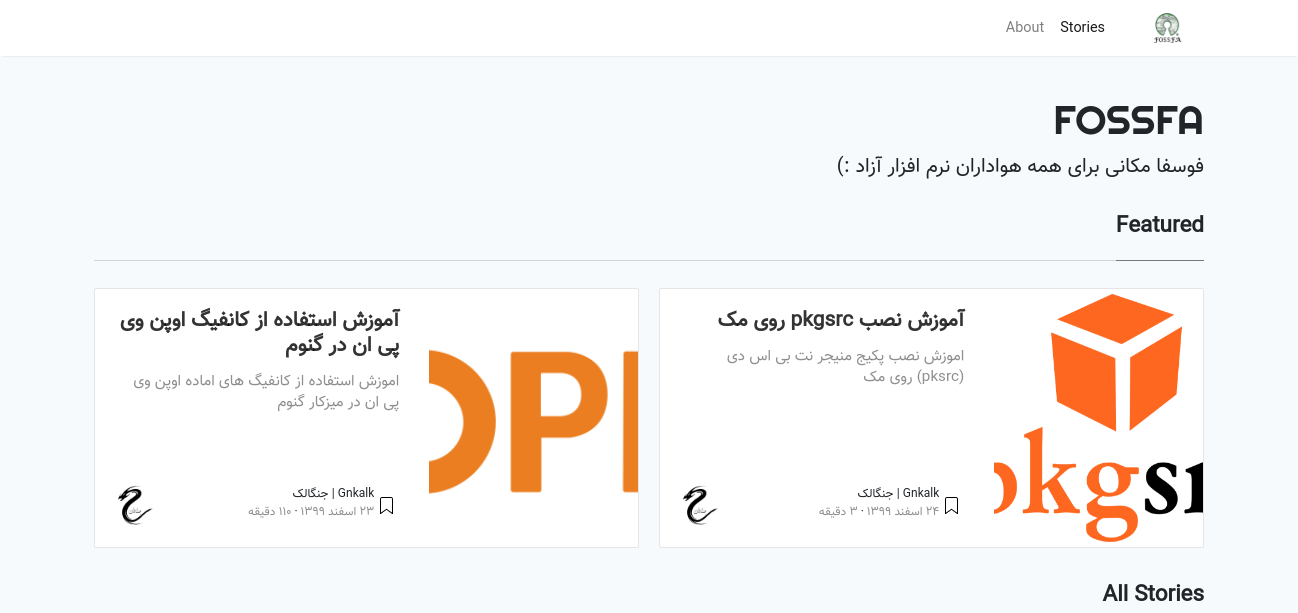 Stories About
FOSSFA
FOSSFA
فوسفا مکانی برای همه هواداران نرم افزار آزاد :)
Featured
pkgsrc
آموزش نصب pkgsrc روی مک
اموزش نصب پکیج منیجر نت بی اس دی
(pksrc) روی مک
Gnkalk | جنگالک
۲۴ اسفند ۱۳۹۹ · ۳ دقیقه
OPE
آموزش استفاده از کانفیگ اوپن وی
پی ان در گنوم
اموزش استفاده از کانفیگ های اماده اوپن وی
پی ان در میزکار گنوم
Gnkalk | جنگالک
۲۳ اسفند ۱۳۹۹ · ۱۱۰ دقیقه
All Stories